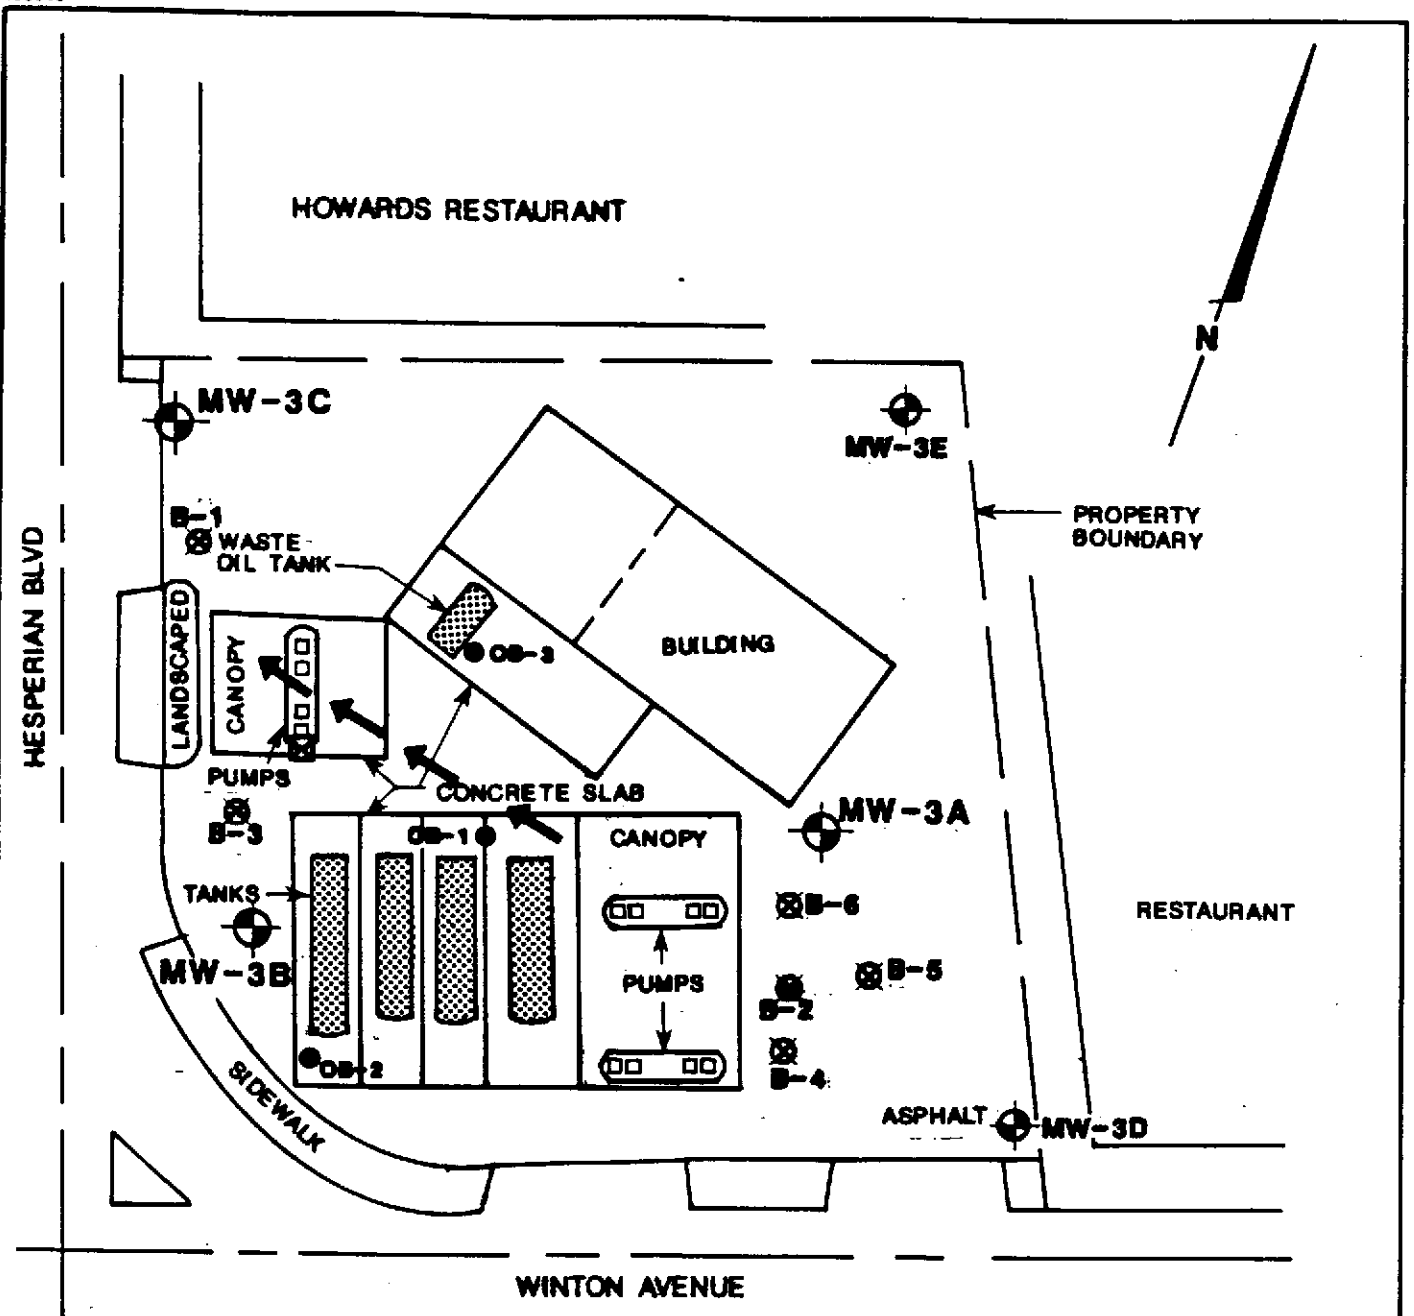 HOWARDS RESTAURANT
N
MW-3C
MW-3E
B-1
WASTE
OIL TANK
PROPERTY
BOUNDARY
HESPERIAN BLVD
LANDSCAPED
CANOPY
OB-3
BUILDING
PUMPS
CONCRETE SLAB
B-3
OB-1
CANOPY
MW-3A
TANKS
B-6
RESTAURANT
MW-3B
PUMPS
B-5
B-2
OB-2
B-4
SIDEWALK
ASPHALT
MW-3D
WINTON AVENUE